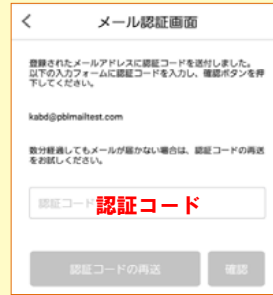 メール認証画面
登録されたメールアドレスに認証コードを送付しました。
以下の入力フォームに認証コードを入力し、確認ボタンを押
下してください。
kabd@pblmailtest.com
数分経過してもメールが届かない場合は、認証コードの再送
をお試しください。
認証コード
認証コード
認証コードの再送
確認